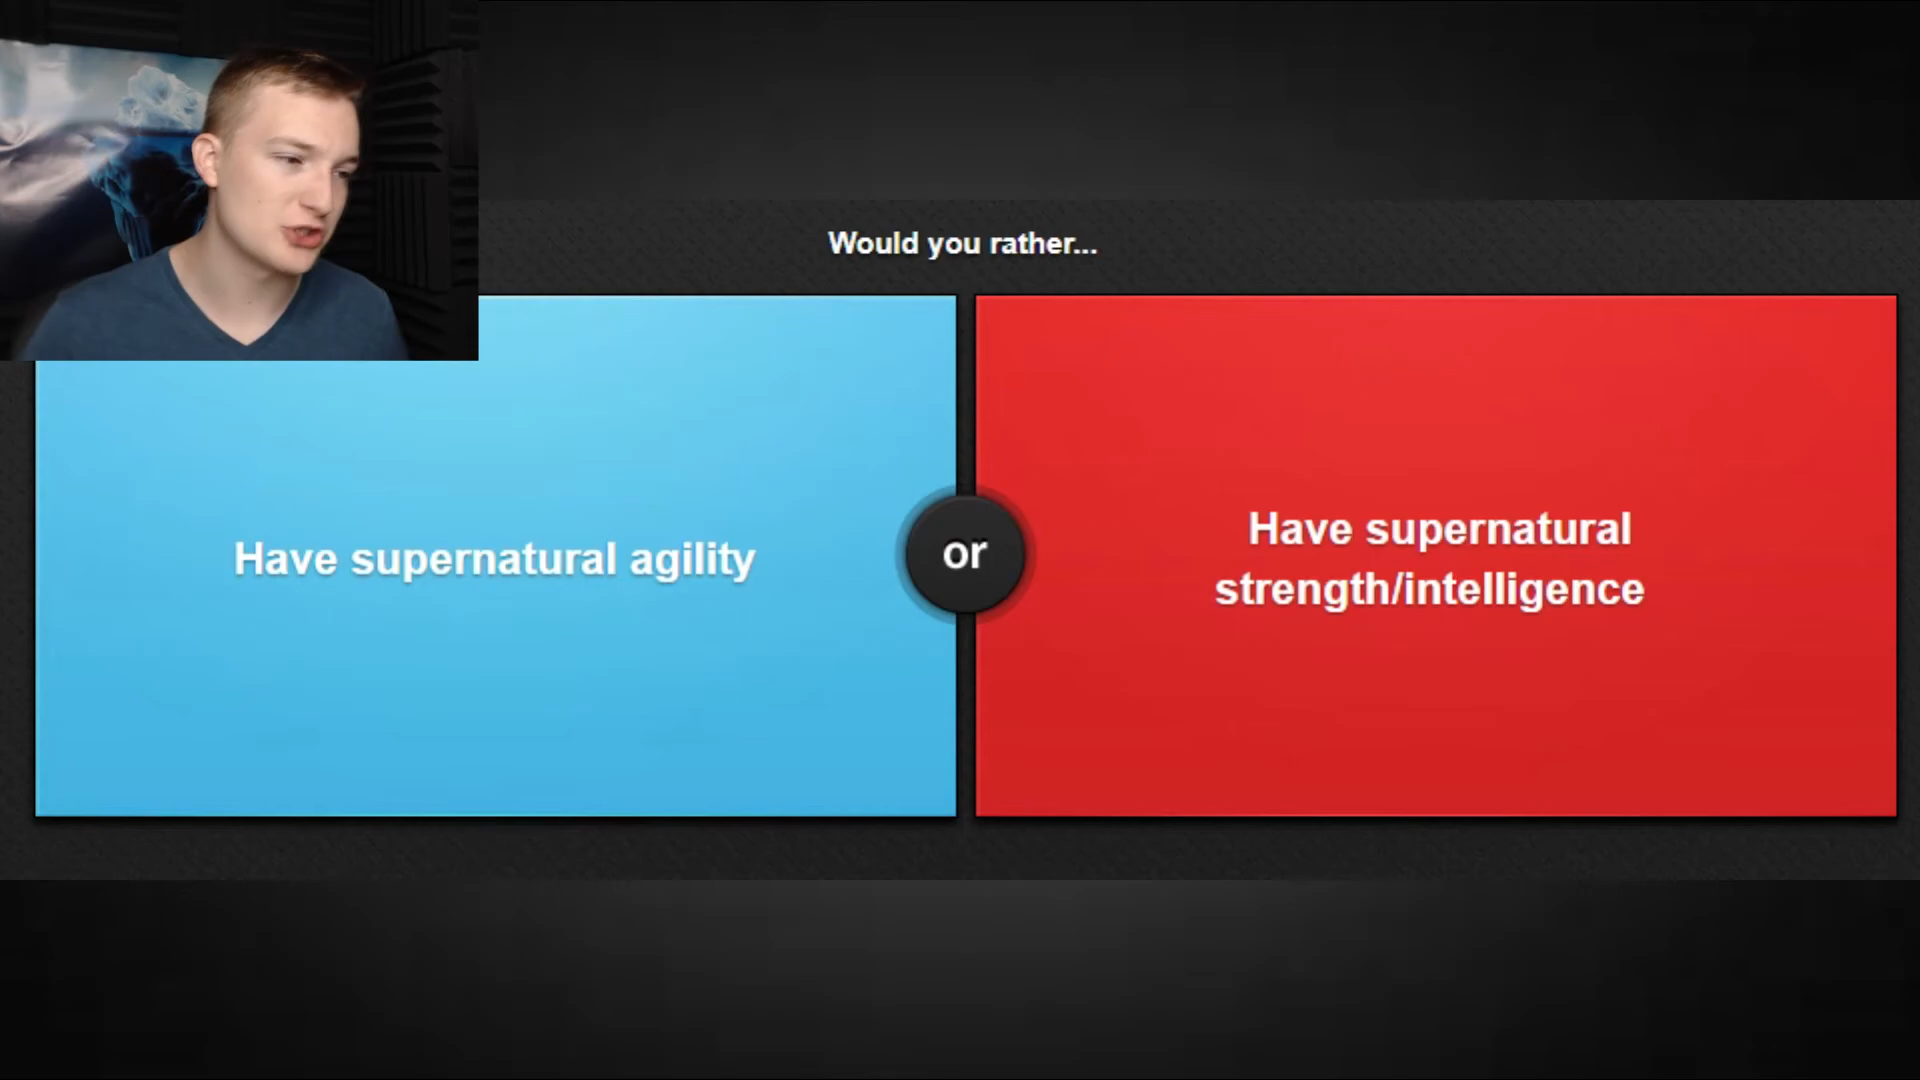 Would you rather...
Have supernatural agility
or
Have supernatural
strength/intelligence